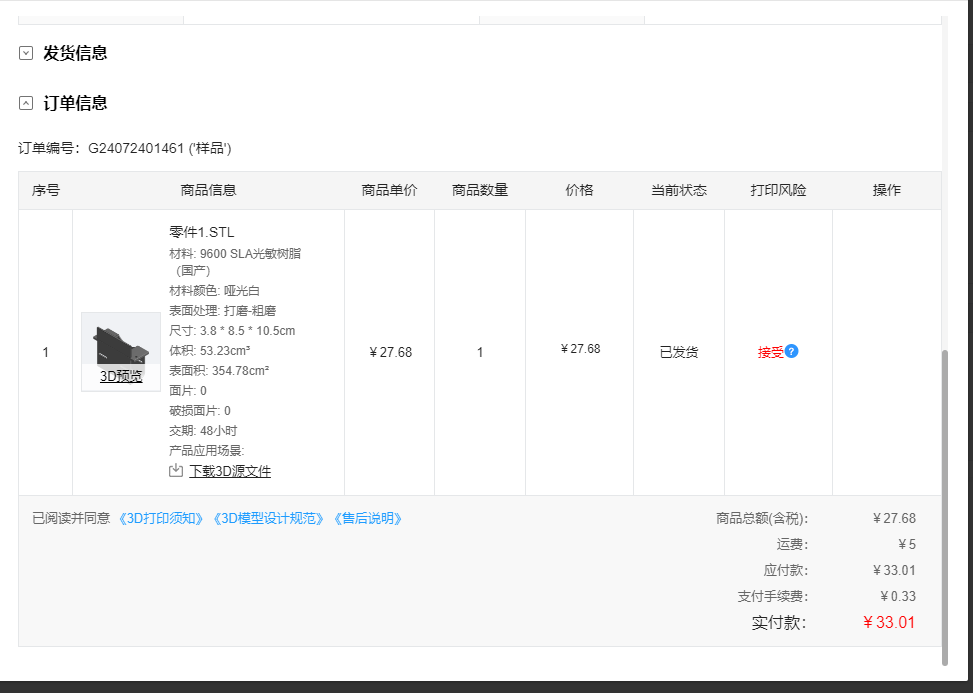 发货信息
订单信息
订单编号：G24072401461 ('样品')
序号 商品信息 商品单价 商品数量 价格 当前状态 打印风险 操作
零件1.STL
材料: 9600 SLA光敏树脂
（国产）
材料颜色: 哑光白
表面处理: 打磨-粗磨
尺寸: 3.8 * 8.5 * 10.5cm
体积: 53.23cm³
表面积: 354.78cm²
面片: 0
破损面片: 0
交期: 48小时
产品应用场景:
下载3D源文件
3D预览
1 ￥27.68 1 ￥27.68 已发货 接受?
已阅读并同意 《3D打印须知》《3D模型设计规范》《售后说明》
商品总额(含税)： ￥27.68
运费： ￥5
应付款： ￥33.01
支付手续费： ￥0.33
实付款： ￥33.01